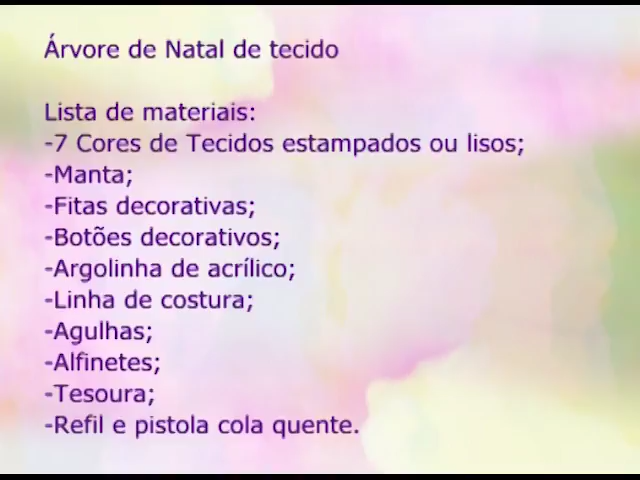 Árvore de Natal de tecido
Lista de materiais:
-7 Cores de Tecidos estampados ou lisos;
-Manta;
-Fitas decorativas;
-Botões decorativos;
-Argolinha de acrílico;
-Linha de costura;
-Agulhas;
-Alfinetes;
-Tesoura;
-Refil e pistola cola quente.